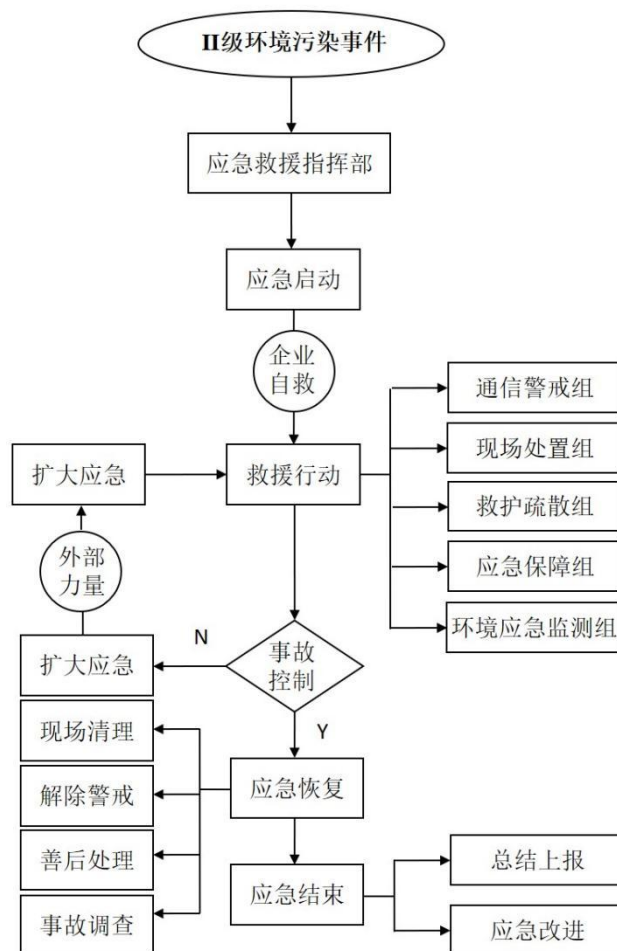 II级环境污染事件
应急救援指挥部
应急启动
企业
自救
通信警戒组
现场处置组
扩大应急
救援行动
救护疏散组
外部
力量
应急保障组
环境应急监测组
N
事故
控制
扩大应急
Y
现场清理
应急恢复
解除警戒
善后处理
总结上报
应急结束
事故调查
应急改进